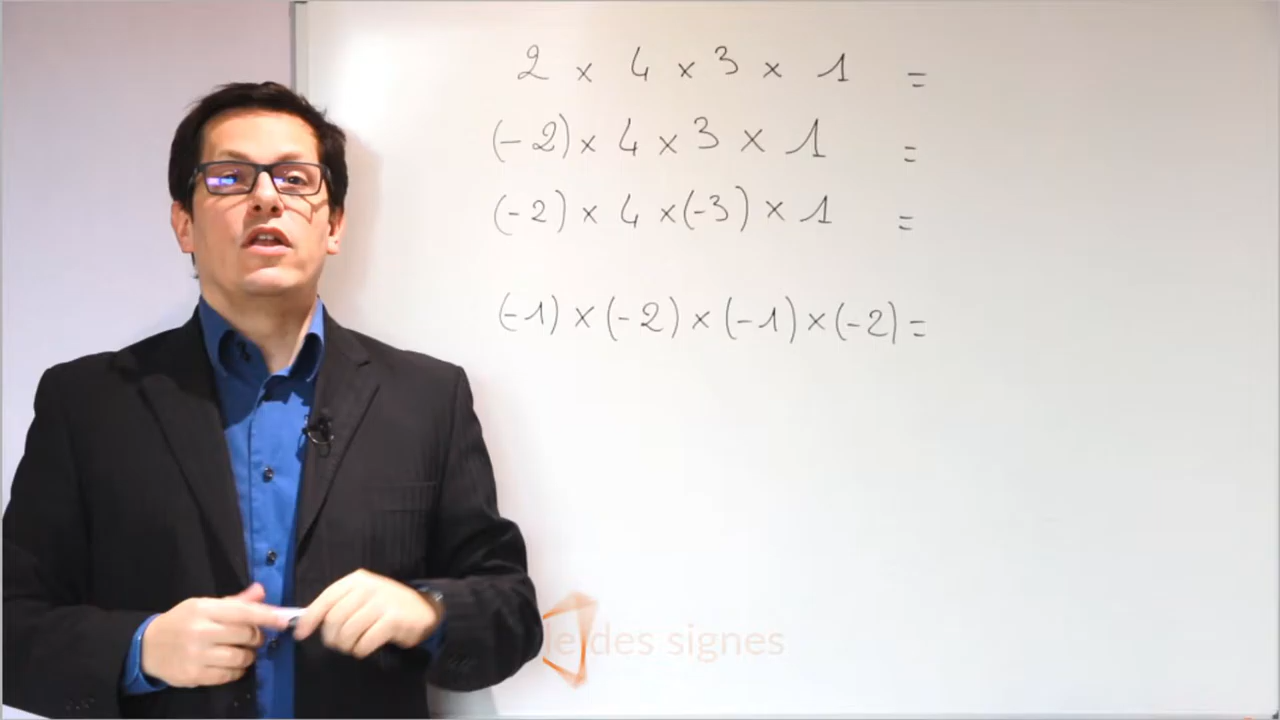 2 × 4 × 3 × 1 =
(-2) × 4 × 3 × 1 =
(-2) × 4 × (-3) × 1 =
(-1) × (-2) × (-1) × (-2) =
des signes